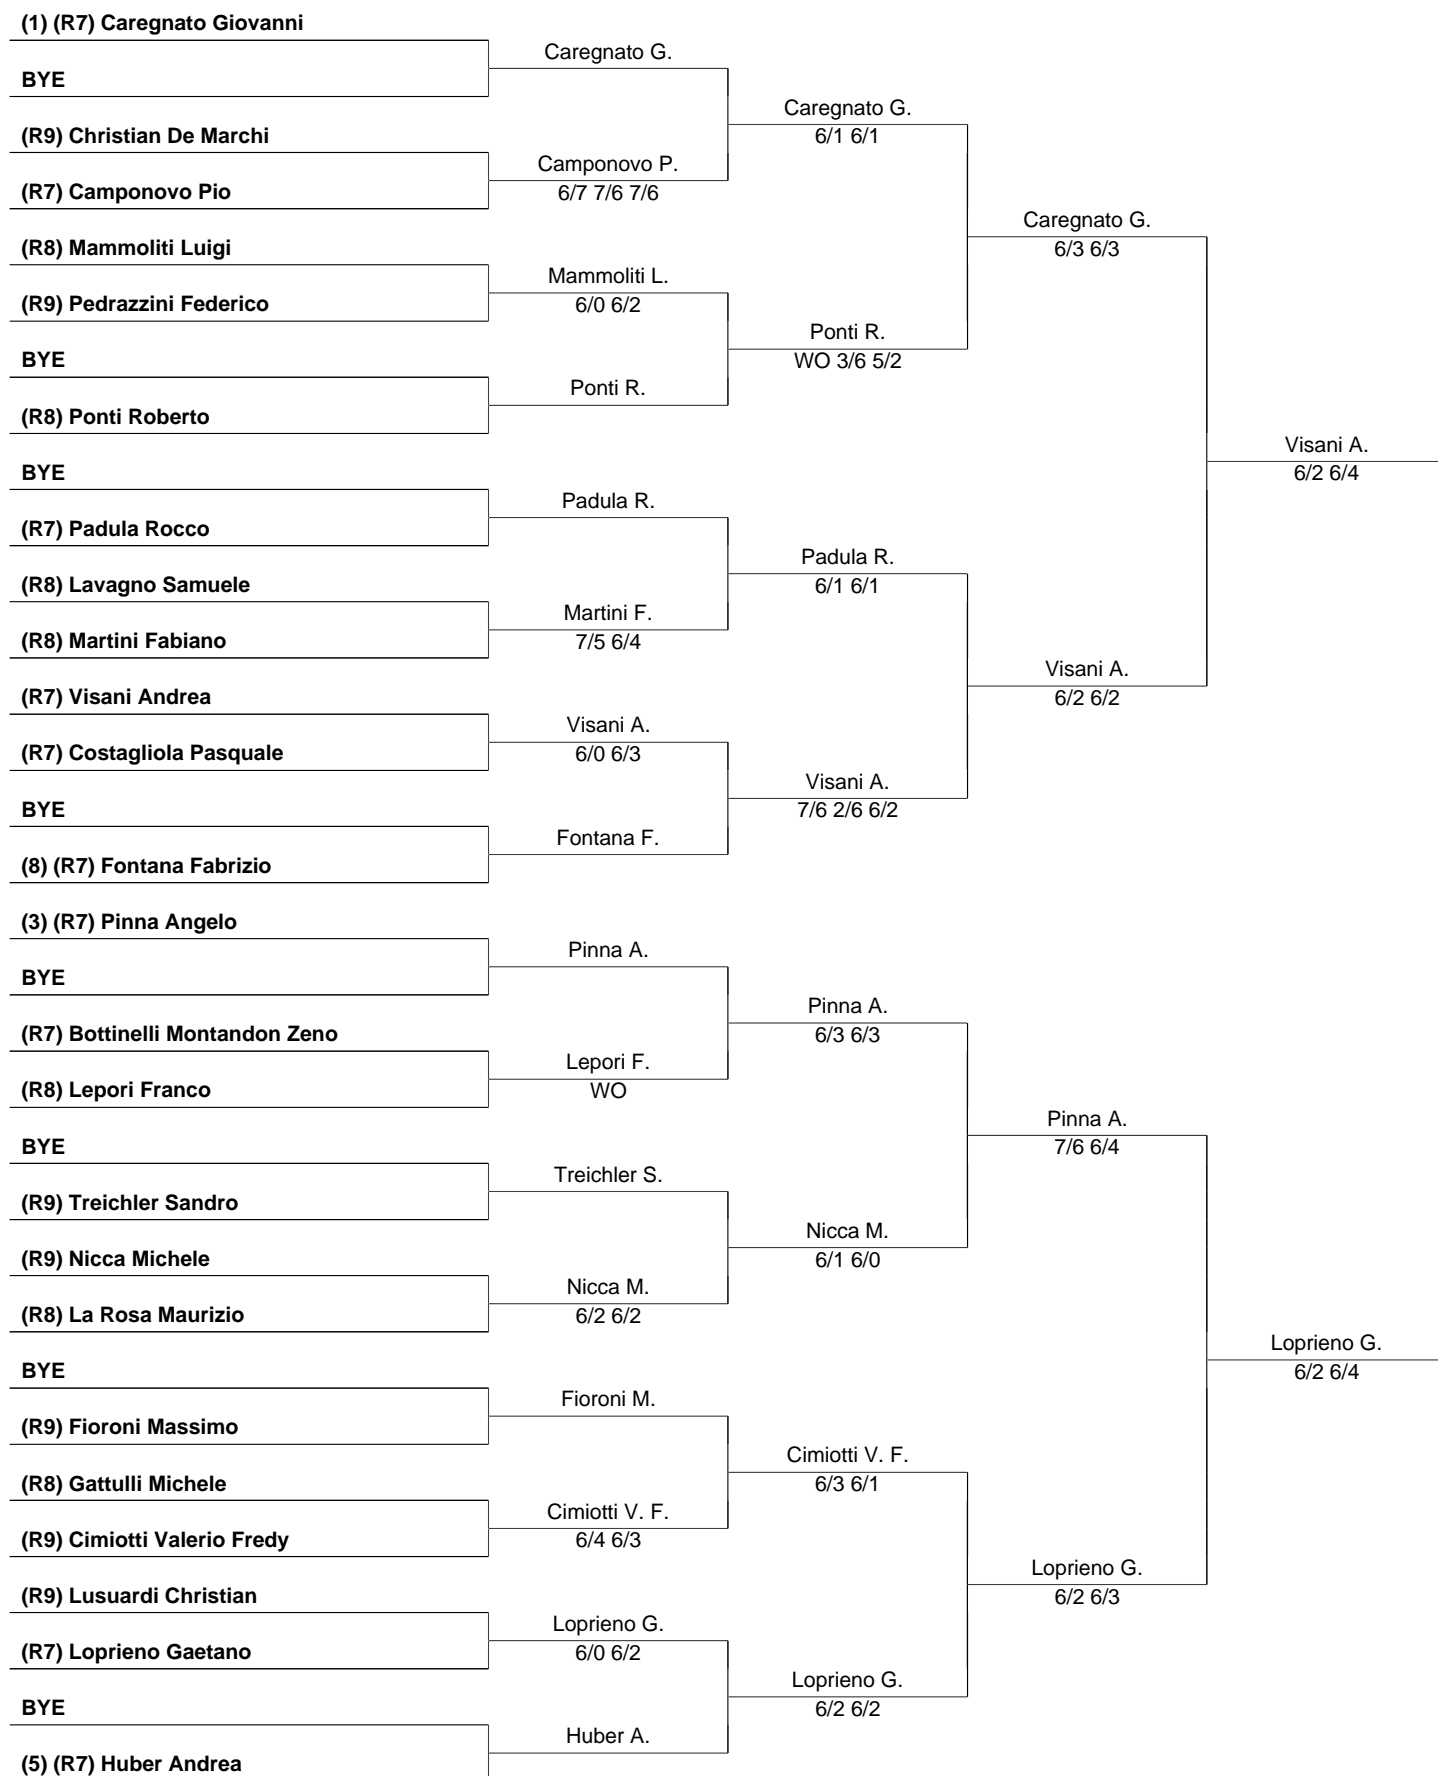 (1) (R7) Caregnato Giovanni
BYE
(R9) Christian De Marchi
(R7) Camponovo Pio
(R8) Mammoliti Luigi
(R9) Pedrazzini Federico
BYE
(R8) Ponti Roberto
BYE
(R7) Padula Rocco
(R8) Lavagno Samuele
(R8) Martini Fabiano
(R7) Visani Andrea
(R7) Costagliola Pasquale
BYE
(8) (R7) Fontana Fabrizio
(3) (R7) Pinna Angelo
BYE
(R7) Bottinelli Montandon Zeno
(R8) Lepori Franco
BYE
(R9) Treichler Sandro
(R9) Nicca Michele
(R8) La Rosa Maurizio
BYE
(R9) Fioroni Massimo
(R8) Gattulli Michele
(R9) Cimiotti Valerio Fredy
(R9) Lusuardi Christian
(R7) Loprieno Gaetano
BYE
(5) (R7) Huber Andrea
Caregnato G.
Camponovo P.
6/7 7/6 7/6
Mammoliti L.
6/0 6/2
Ponti R.
Padula R.
Martini F.
7/5 6/4
Visani A.
6/0 6/3
Fontana F.
Pinna A.
Lepori F.
WO
Treichler S.
Nicca M.
6/2 6/2
Fioroni M.
Cimiotti V. F.
6/4 6/3
Loprieno G.
6/0 6/2
Huber A.
Caregnato G.
6/1 6/1
Ponti R.
WO 3/6 5/2
Padula R.
6/1 6/1
Visani A.
7/6 2/6 6/2
Pinna A.
6/3 6/3
Nicca M.
6/1 6/0
Cimiotti V. F.
6/3 6/1
Loprieno G.
6/2 6/2
Caregnato G.
6/3 6/3
Visani A.
6/2 6/2
Pinna A.
7/6 6/4
Loprieno G.
6/2 6/3
Visani A.
6/2 6/4
Loprieno G.
6/2 6/4